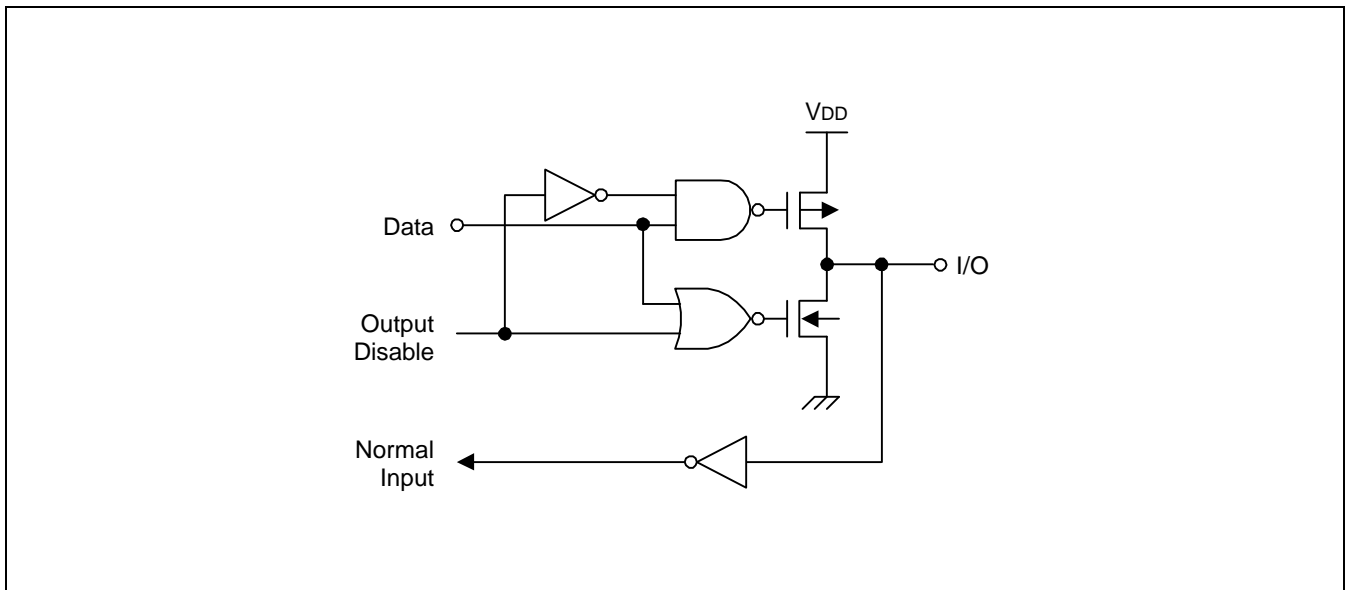 VDD
Data
I/O
Output
Disable
Normal
Input